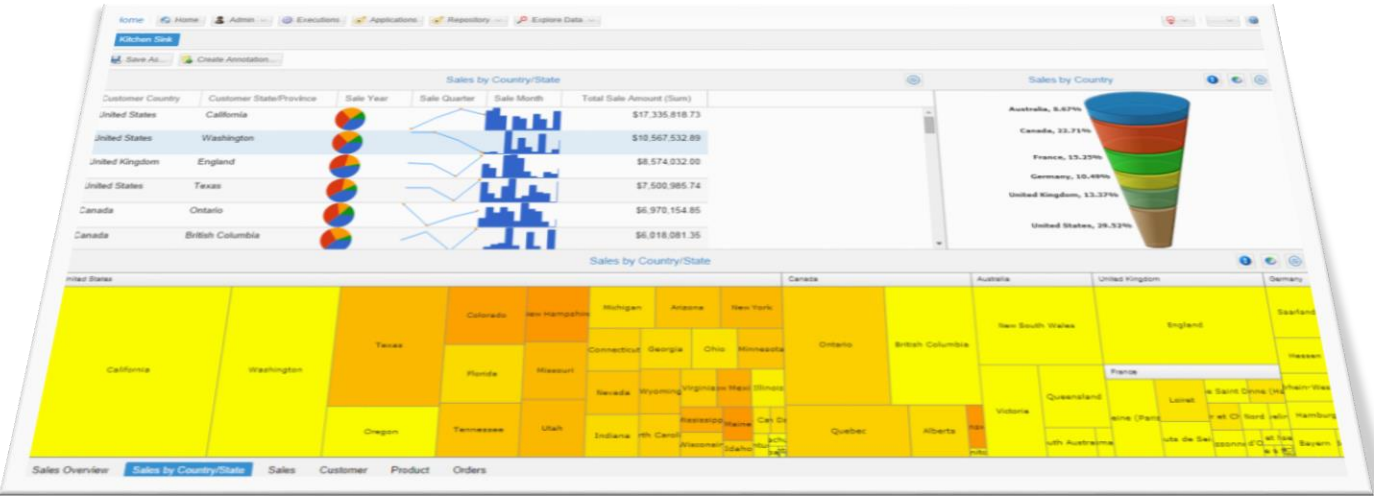 Home Home Admin Executions Applications Repository Explore Data
Kitchen Sink
Save As... Create Annotation...
Sales by Country/State Sales by Country
Customer Country Customer State/Province Sale Year Sale Quarter Sale Month Total Sale Amount (Sum)
United States California $17,335,818.73
United States Washington $10,567,532.89
United Kingdom England $8,574,032.00
United States Texas $7,500,985.74
Canada Ontario $6,970,154.85
Canada British Columbia $6,018,081.35
Australia, 8.67%
Canada, 22.71%
France, 15.25%
Germany, 10.49%
United Kingdom, 13.37%
United States, 29.52%
Sales by Country/State
United States Canada Australia United Kingdom Germany
California Washington Texas Oregon
Colorado New Hampshire Michigan Arizona New York
Florida Missouri Connecticut Georgia Ohio Minnesota
Tennessee Utah Nevada Wyoming Virginia Illinois
Indiana Mississippi Maine
Wisconsin Idaho
Ontario British Columbia
Quebec Alberta
New South Wales England Saarland
France Hessen
Victoria Queensland Loiret Hamburg
Bayern
Sales Overview Sales by Country/State Sales Customer Product Orders